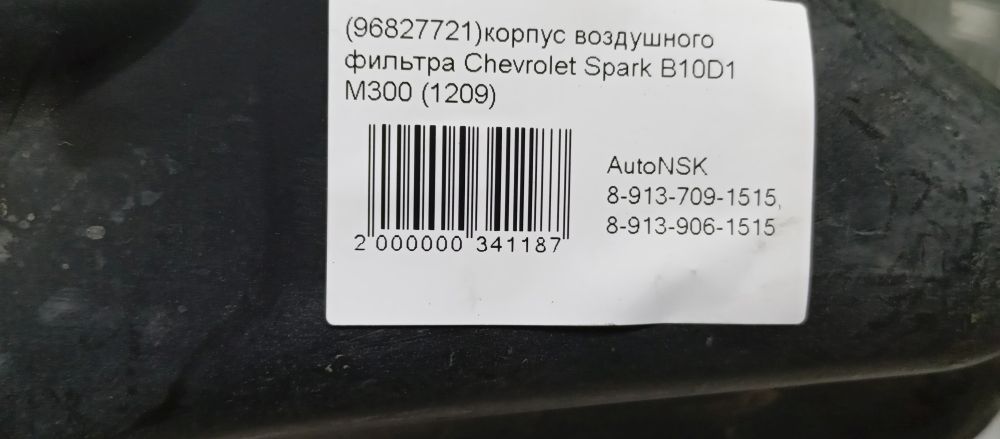 (96827721)корпус воздушного
фильтра Chevrolet Spark B10D1
M300 (1209)
2 000000 341187
AutoNSK
8-913-709-1515,
8-913-906-1515